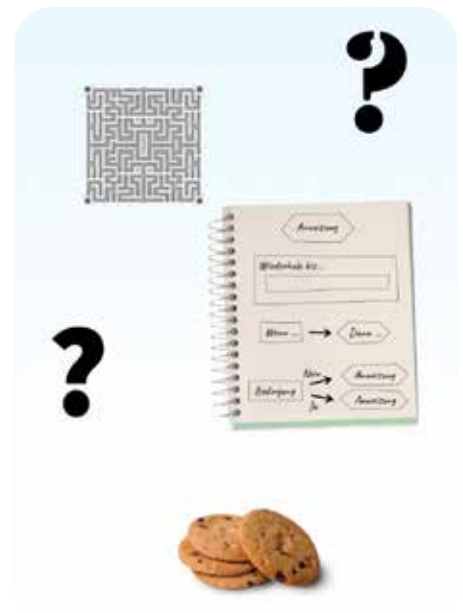 ?
Anweisung
Wiederhole bis...
Wenn ... → Dann ...
Nein
Anweisung
Bedingung
Ja
Anweisung
?